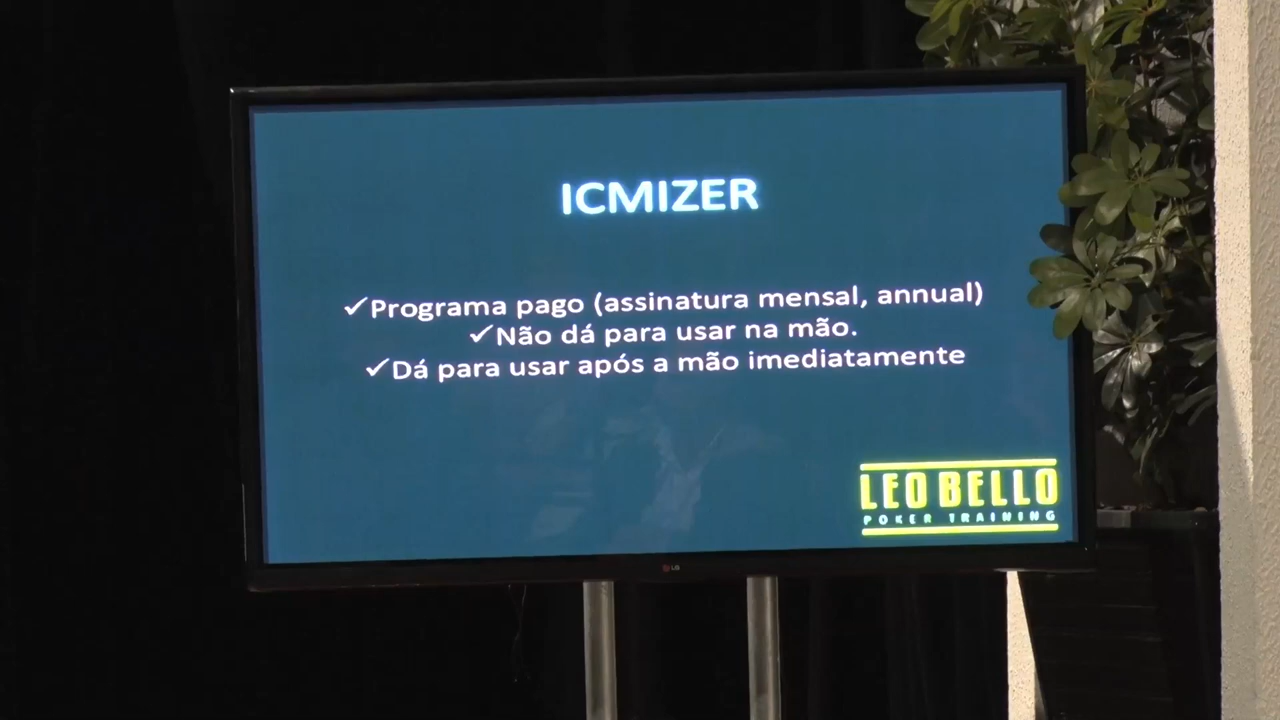 ICMIZER
✓Programa pago (assinatura mensal, annual)
✓Não dá para usar na mão.
✓Dá para usar após a mão imediatamente
LEO BELLO
POKER TRAINING
LG